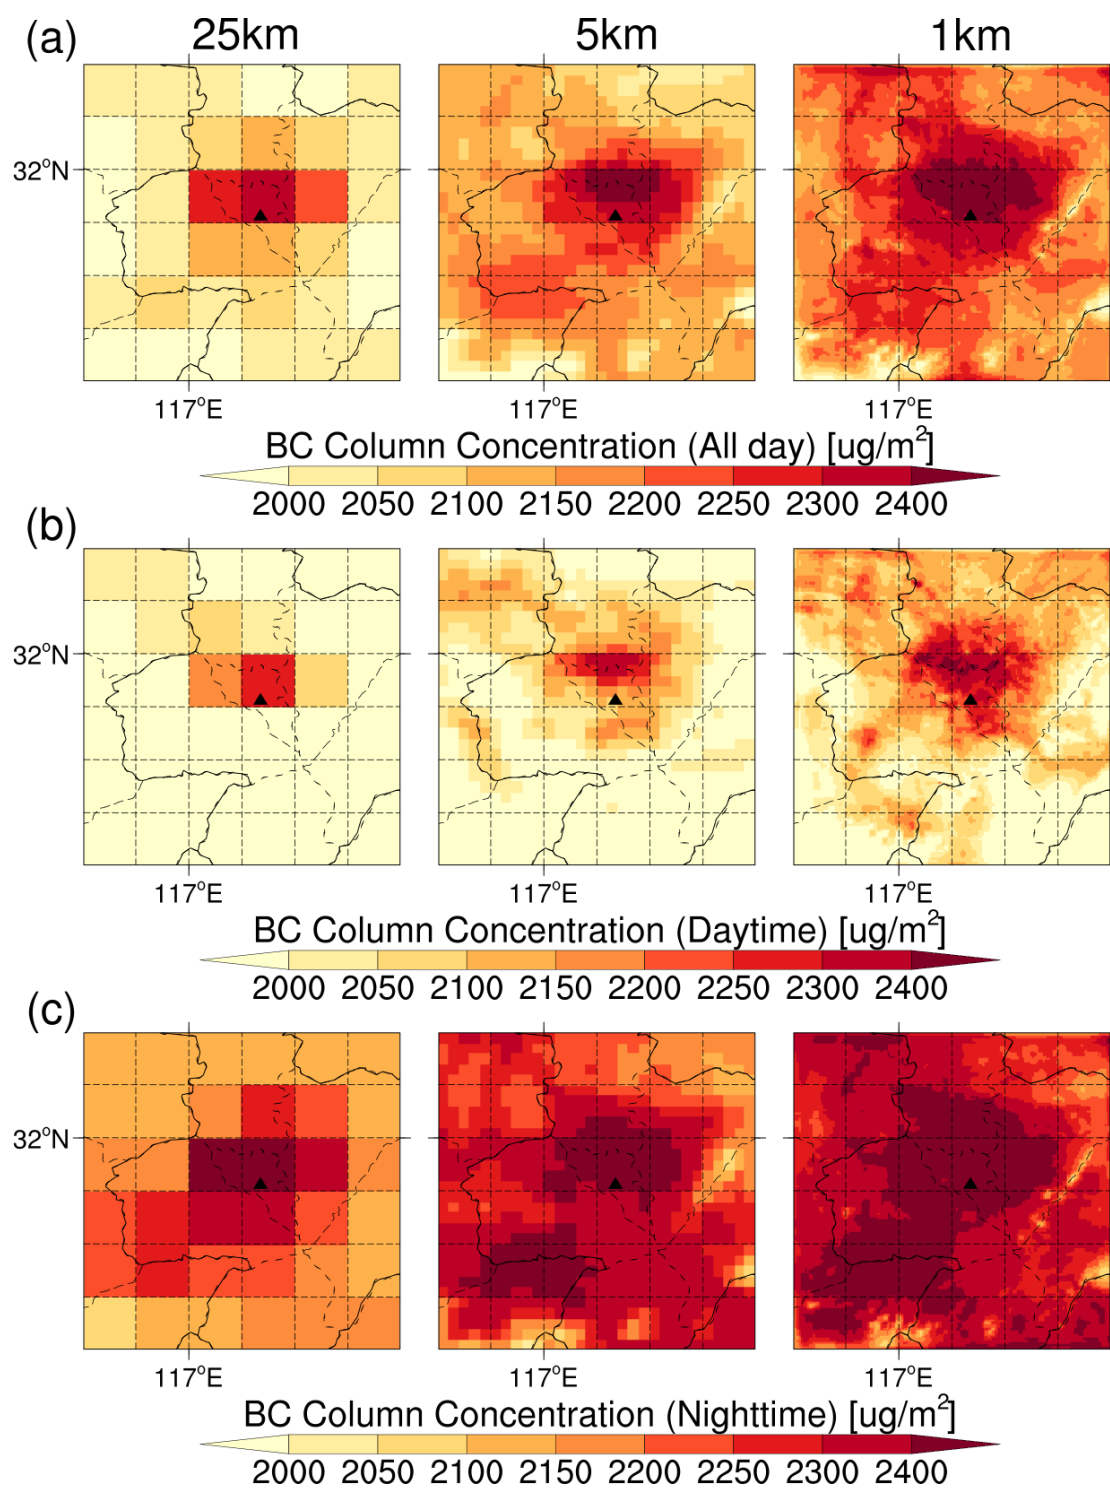 (a) 25km 5km 1km
32°N
117°E 117°E 117°E
BC Column Concentration (All day) [ug/m²]
2000 2050 2100 2150 2200 2250 2300 2400
(b)
32°N
117°E 117°E 117°E
BC Column Concentration (Daytime) [ug/m²]
2000 2050 2100 2150 2200 2250 2300 2400
(c)
32°N
117°E 117°E 117°E
BC Column Concentration (Nighttime) [ug/m²]
2000 2050 2100 2150 2200 2250 2300 2400